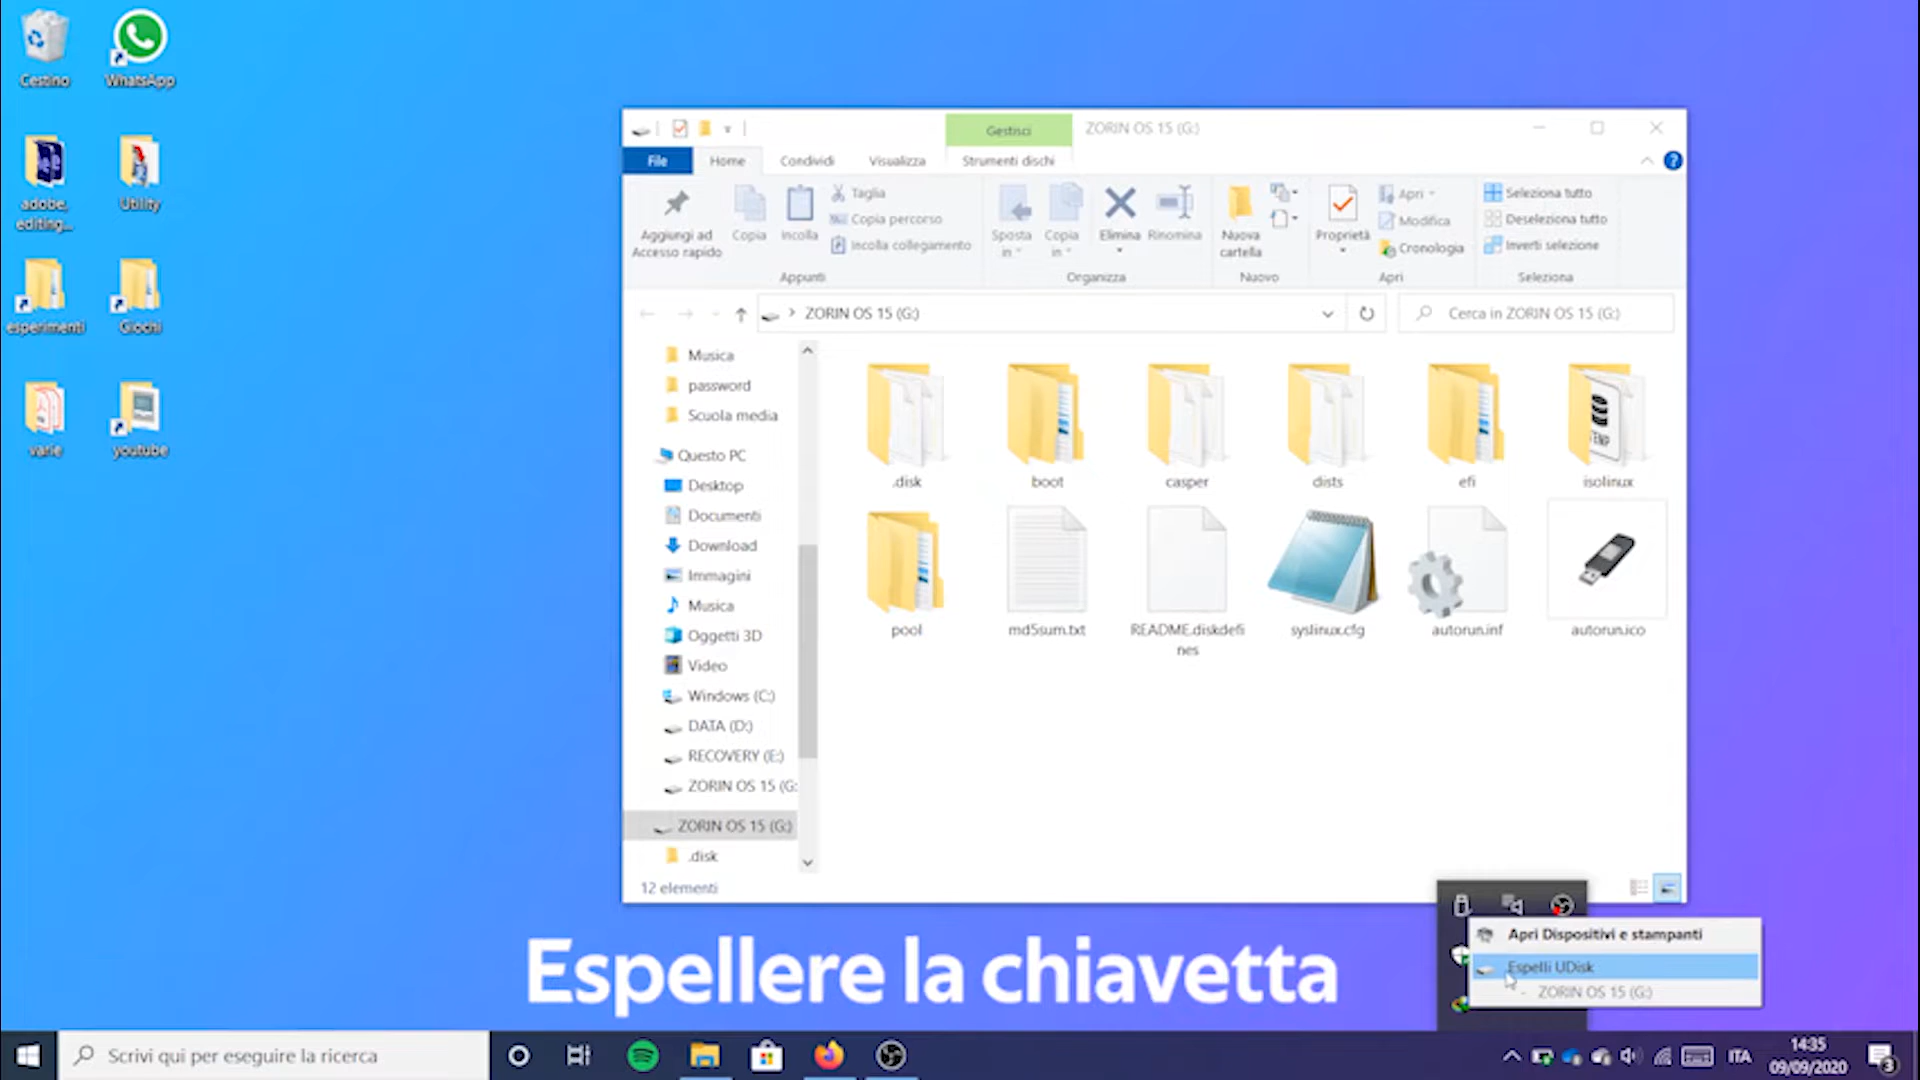 Cestino
WhatsApp
adobe,
editing...
Utility
esperimenti
Giochi
varie
youtube
Gestisci
ZORIN OS 15 (G:)
File
Home
Condividi
Visualizza
Strumenti dischi
Aggiungi ad
Accesso rapido
Copia
Incolla
Taglia
Copia percorso
Incolla collegamento
Appunti
Sposta
in
Copia
in
Elimina
Rinomina
Organizza
Nuova
cartella
Nuovo
Proprietà
Apri
Modifica
Cronologia
Apri
Seleziona tutto
Deseleziona tutto
Inverti selezione
Seleziona
ZORIN OS 15 (G:)
Cerca in ZORIN OS 15 (G:)
Musica
password
Scuola media
Questo PC
Desktop
Documenti
Download
Immagini
Musica
Oggetti 3D
Video
Windows (C:)
DATA (D:)
RECOVERY (E:)
ZORIN OS 15 (G:
ZORIN OS 15 (G:)
.disk
.disk
boot
casper
dists
efi
isolinux
pool
md5sum.txt
README.diskdefi
nes
syslinux.cfg
autorun.inf
autorun.ico
12 elementi
Apri Dispositivi e stampanti
Espelli UDisk
- ZORIN OS 15 (G:)
Espellere la chiavetta
Scrivi qui per eseguire la ricerca
ITA
14:35
09/09/2020
3